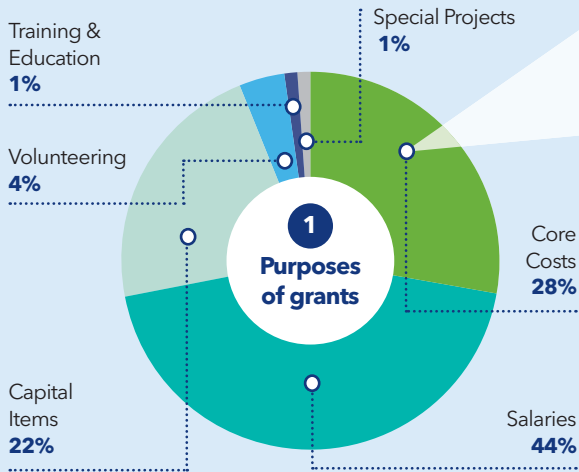 Training &
Education
1%
Special Projects
1%
Volunteering
4%
1
Purposes
of grants
Core
Costs
28%
Capital
Items
22%
Salaries
44%